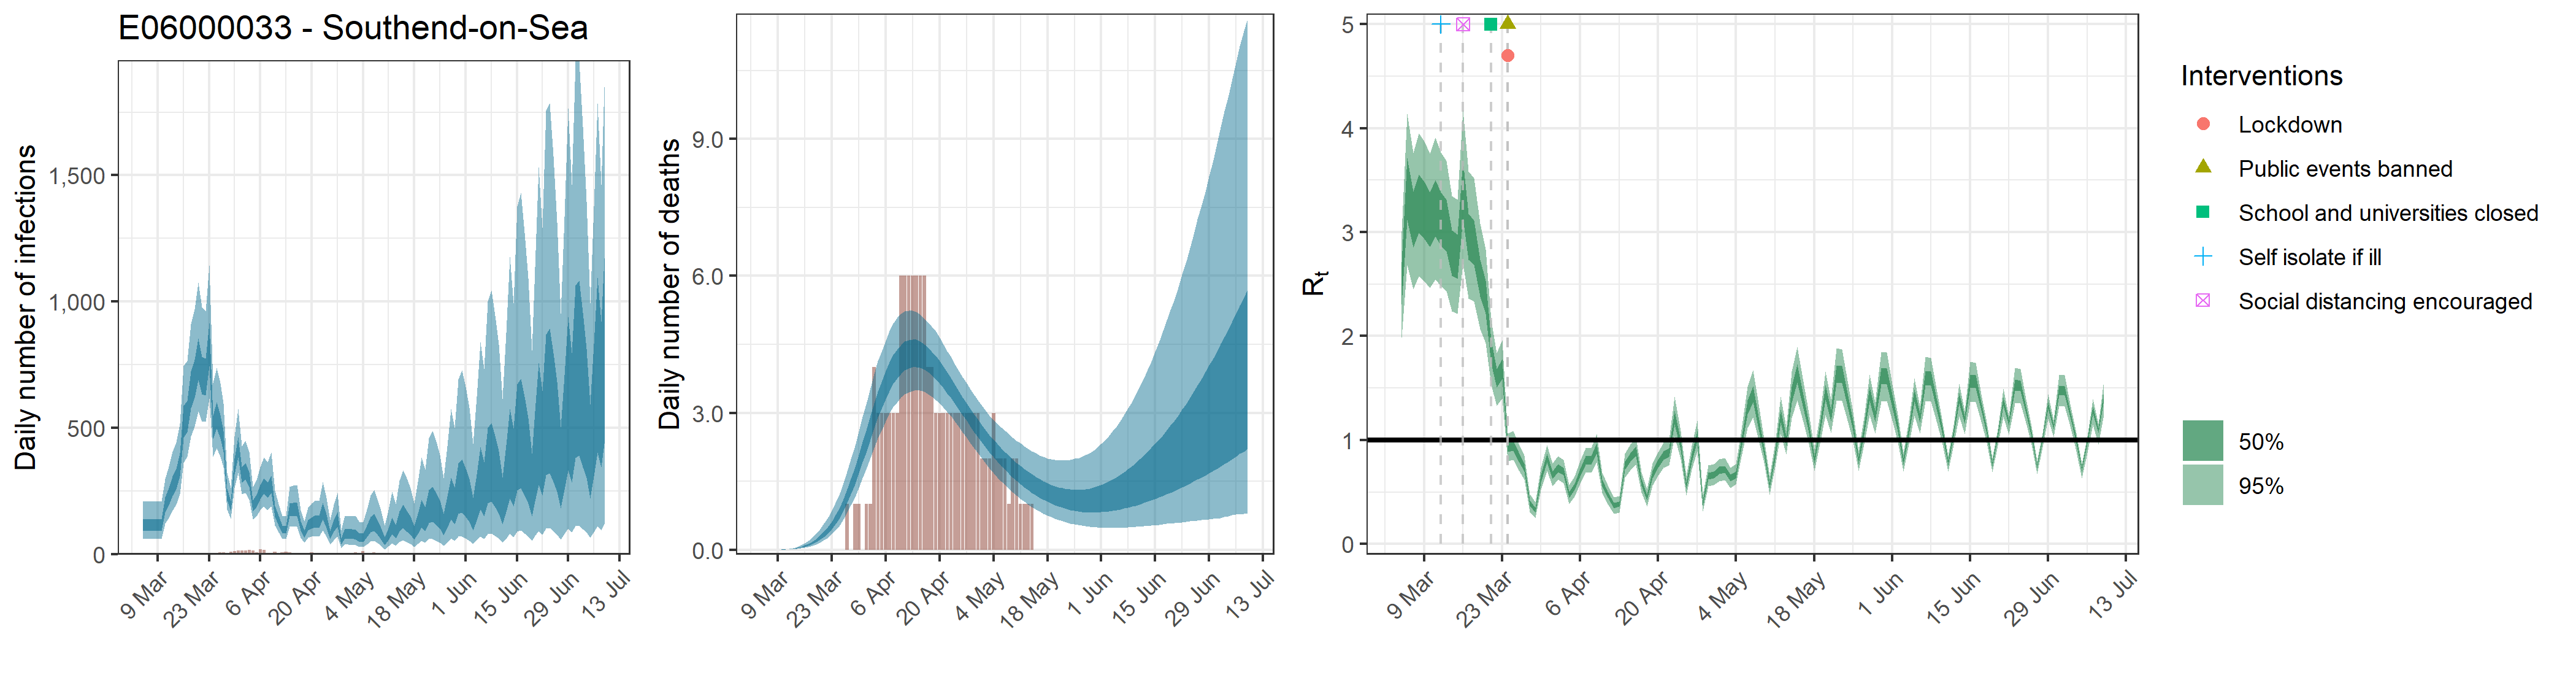 E06000033 - Southend-on-Sea
Daily number of infections
1,500
1,000
500
0
9 Mar
23 Mar
6 Apr
20 Apr
4 May
18 May
1 Jun
15 Jun
29 Jun
13 Jul
Daily number of deaths
9.0
6.0
3.0
0.0
9 Mar
23 Mar
6 Apr
20 Apr
4 May
18 May
1 Jun
15 Jun
29 Jun
13 Jul
Rt
5
4
3
2
1
0
9 Mar
23 Mar
6 Apr
20 Apr
4 May
18 May
1 Jun
15 Jun
29 Jun
13 Jul
Interventions
Lockdown
Public events banned
School and universities closed
Self isolate if ill
Social distancing encouraged
50%
95%